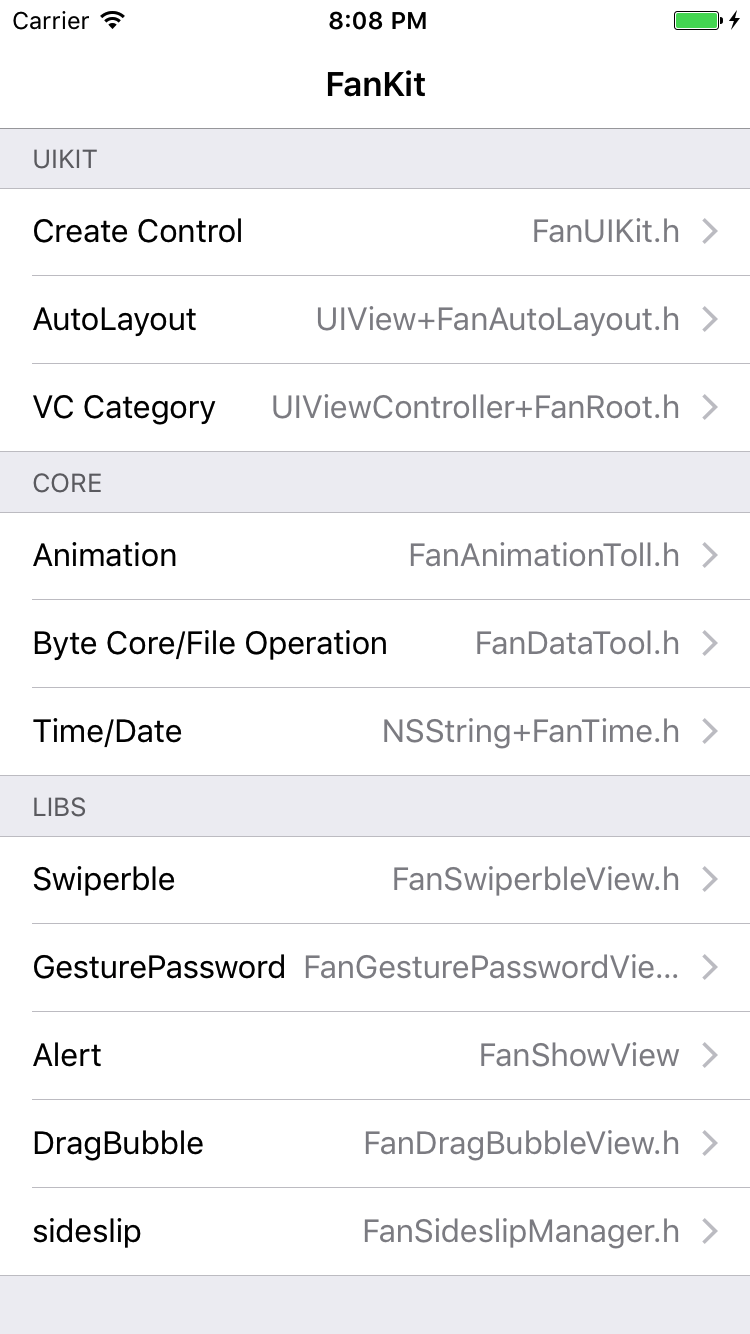 Carrier 8:08 PM
FanKit
UIKIT
Create Control FanUIKit.h
AutoLayout UIView+FanAutoLayout.h
VC Category UIViewController+FanRoot.h
CORE
Animation FanAnimationToll.h
Byte Core/File Operation FanDataTool.h
Time/Date NSString+FanTime.h
LIBS
Swiperble FanSwiperbleView.h
GesturePassword FanGesturePasswordVie...
Alert FanShowView
DragBubble FanDragBubbleView.h
sideslip FanSideslipManager.h